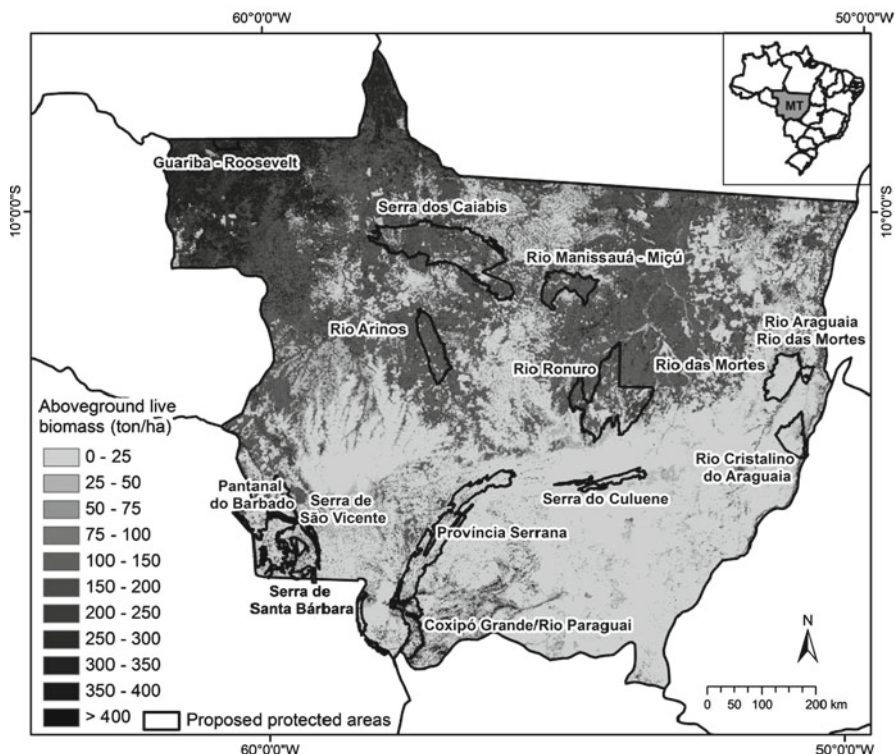 60°0'0"W
50°0'0"W
MT
10°0'0"S
10°0'0"S
Guariba - Roosevelt
Serra dos Caiabis
Rio Manissauá - Miçú
Rio Arinos
Rio Araguaia
Rio das Mortes
Rio Ronuro
Rio das Mortes
Aboveground live
biomass (ton/ha)
0 - 25
25 - 50
50 - 75
75 - 100
100 - 150
150 - 200
200 - 250
250 - 300
300 - 350
350 - 400
> 400
Proposed protected areas
Rio Cristalino
do Araguaia
Pantanal
do Barbado
Serra de
São Vicente
Serra do Culuene
Província Serrana
Serra de
Santa Bárbara
Coxipó Grande/Rio Paraguai
N
0 50 100 200 km
60°0'0"W
50°0'0"W